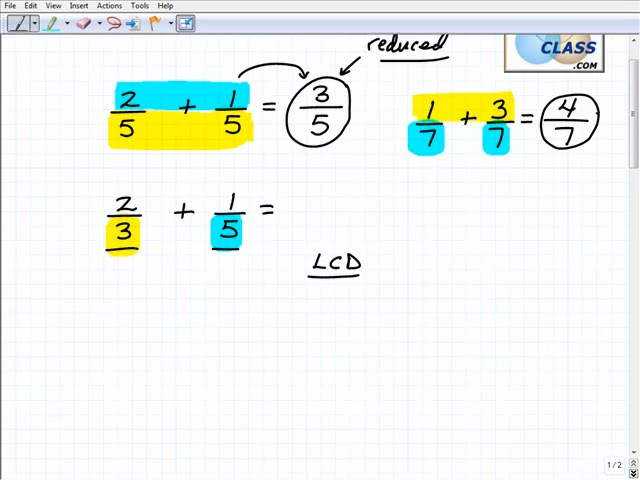 File Edit View Insert Actions Tools Help
reduced
CLASS
.COM
2/5 + 1/5 = 3/5
1/7 + 3/7 = 4/7
2/3 + 1/5 =
LCD
1/2